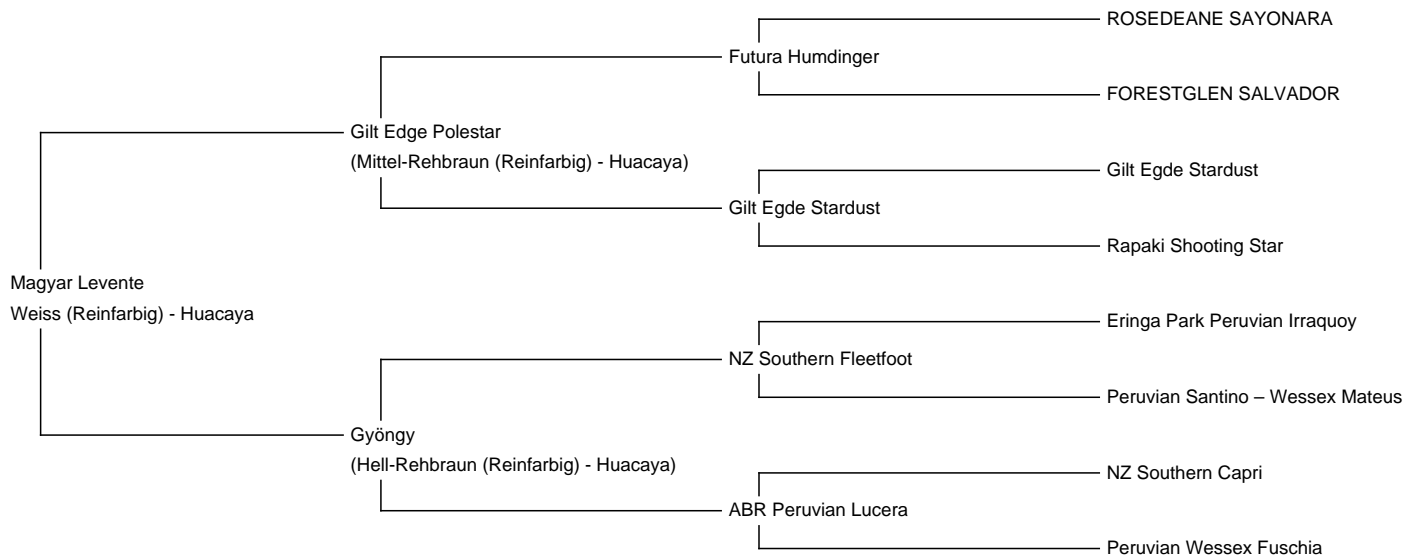 ROSEDEANE SAYONARA
Futura Humdinger
FORESTGLEN SALVADOR
Gilt Edge Polestar
(Mittel-Rehbraun (Reinfarbig) - Huacaya)
Gilt Egde Stardust
Gilt Egde Stardust
Rapaki Shooting Star
Magyar Levente
Weiss (Reinfarbig) - Huacaya
Eringa Park Peruvian Irraquoy
NZ Southern Fleetfoot
Peruvian Santino – Wessex Mateus
Gyöngy
(Hell-Rehbraun (Reinfarbig) - Huacaya)
NZ Southern Capri
ABR Peruvian Lucera
Peruvian Wessex Fuschia